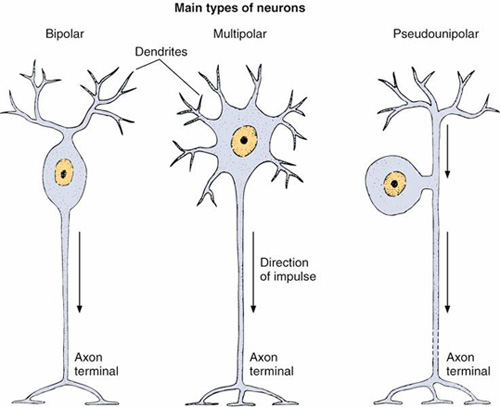 Main types of neurons
Bipolar
Multipolar
Pseudounipolar
Dendrites
Direction
of impulse
Axon
terminal
Axon
terminal
Axon
terminal